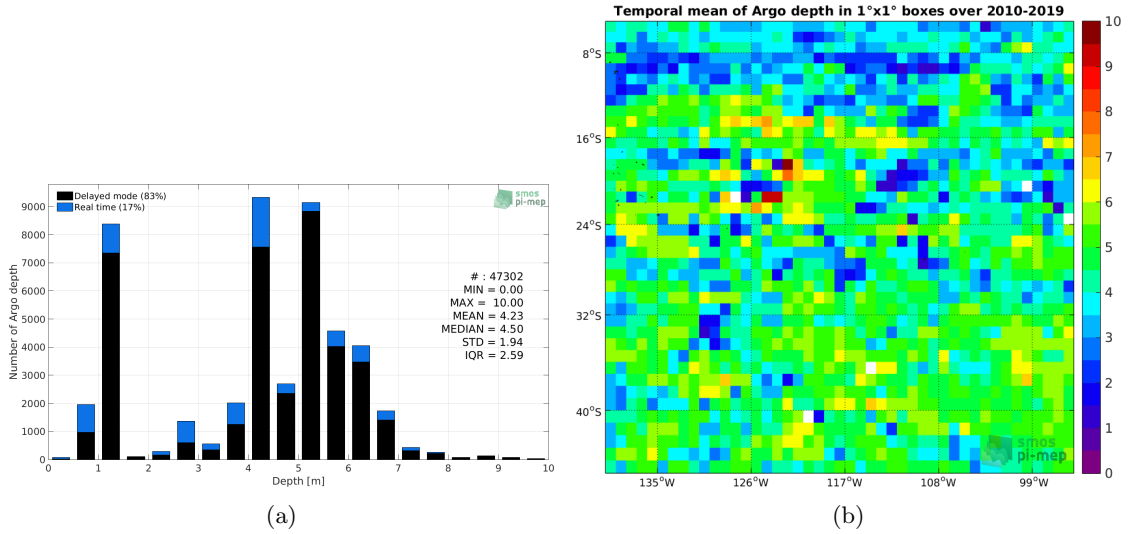 Temporal mean of Argo depth in 1°x1° boxes over 2010-2019
Delayed mode (83%)
Real time (17%)
smos
pi-mep
# : 47302
MIN = 0.00
MAX = 10.00
MEAN = 4.23
MEDIAN = 4.50
STD = 1.94
IQR = 2.59
Number of Argo depth
9000
8000
7000
6000
5000
4000
3000
2000
1000
0
0 1 2 3 4 5 6 7 8 9 10
Depth [m]
(a)
8°S
16°S
24°S
32°S
40°S
135°W 126°W 117°W 108°W 99°W
smos
pi-mep
10
9
8
7
6
5
4
3
2
1
0
(b)